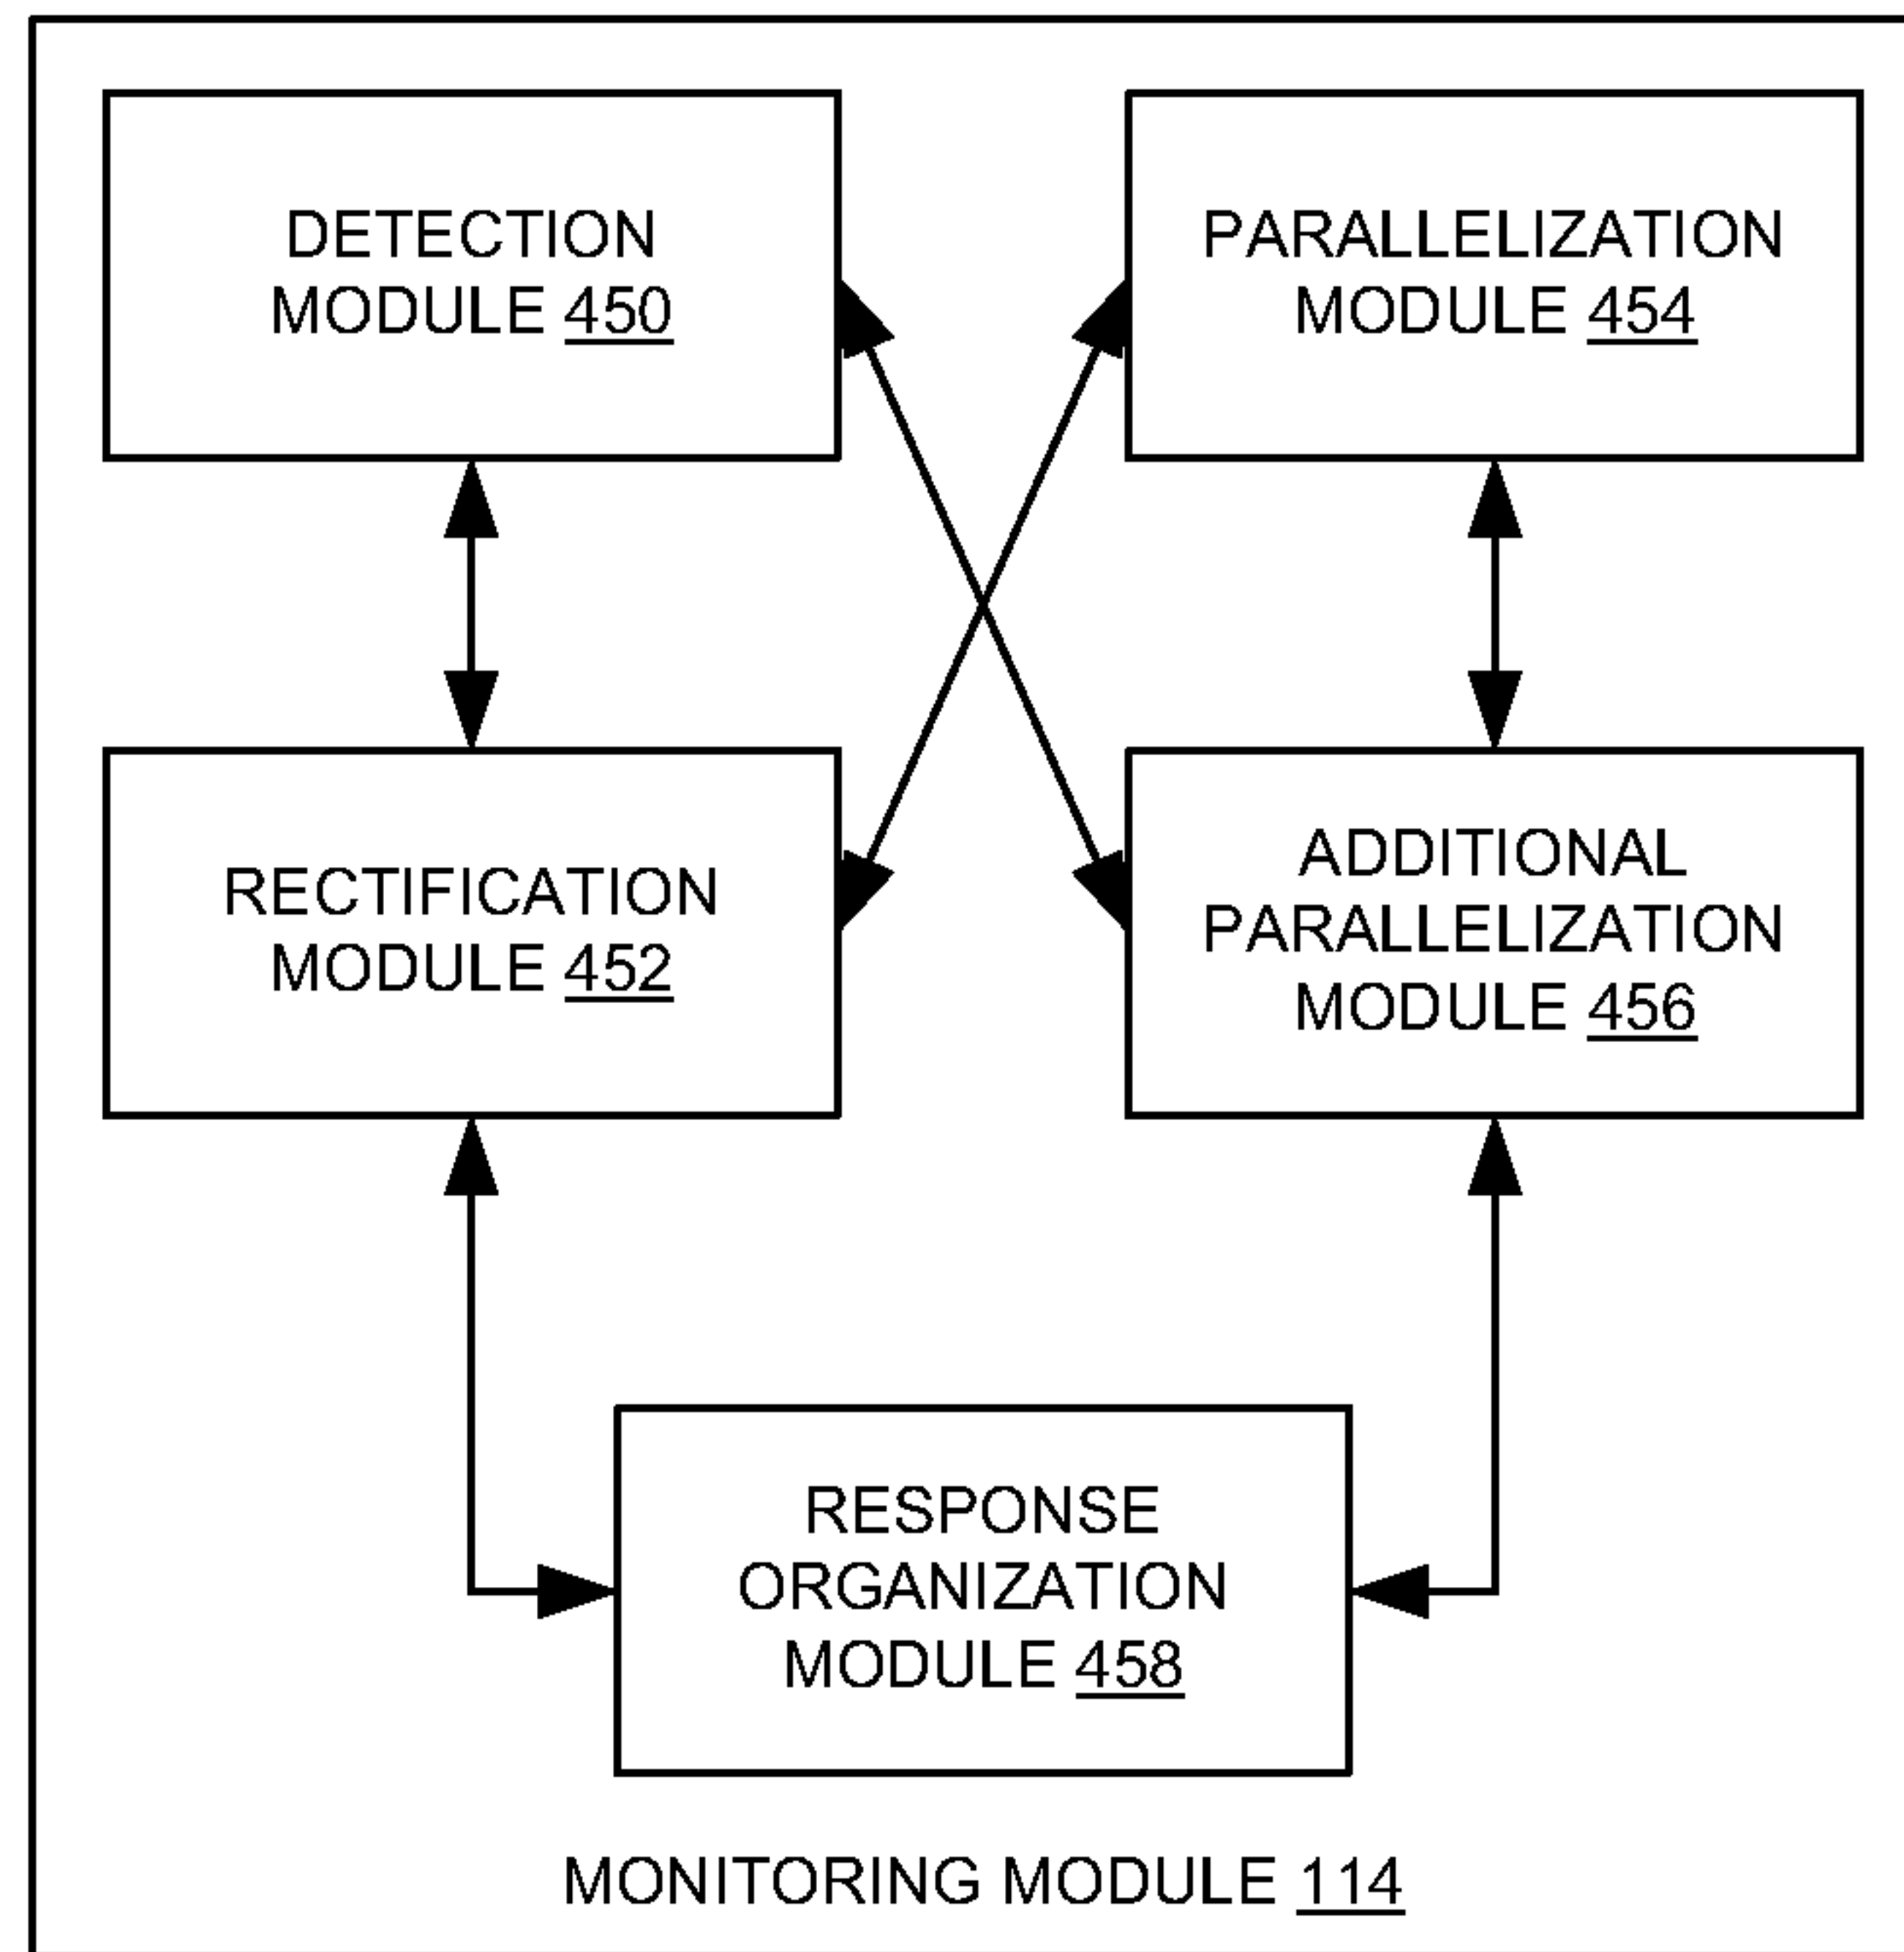 DETECTION
MODULE 450
PARALLELIZATION
MODULE 454
RECTIFICATION
MODULE 452
ADDITIONAL
PARALLELIZATION
MODULE 456
RESPONSE
ORGANIZATION
MODULE 458
MONITORING MODULE 114